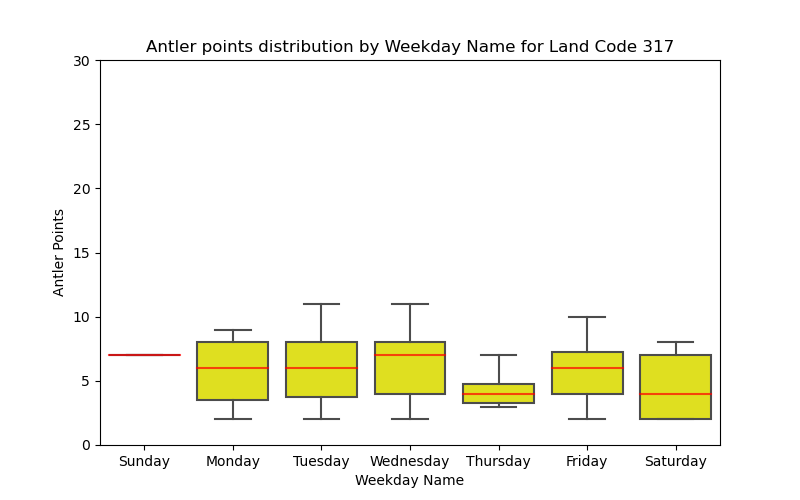 Antler points distribution by Weekday Name for Land Code 317
30
25
20
15
10
5
0
Antler Points
Sunday Monday Tuesday Wednesday Thursday Friday Saturday
Weekday Name